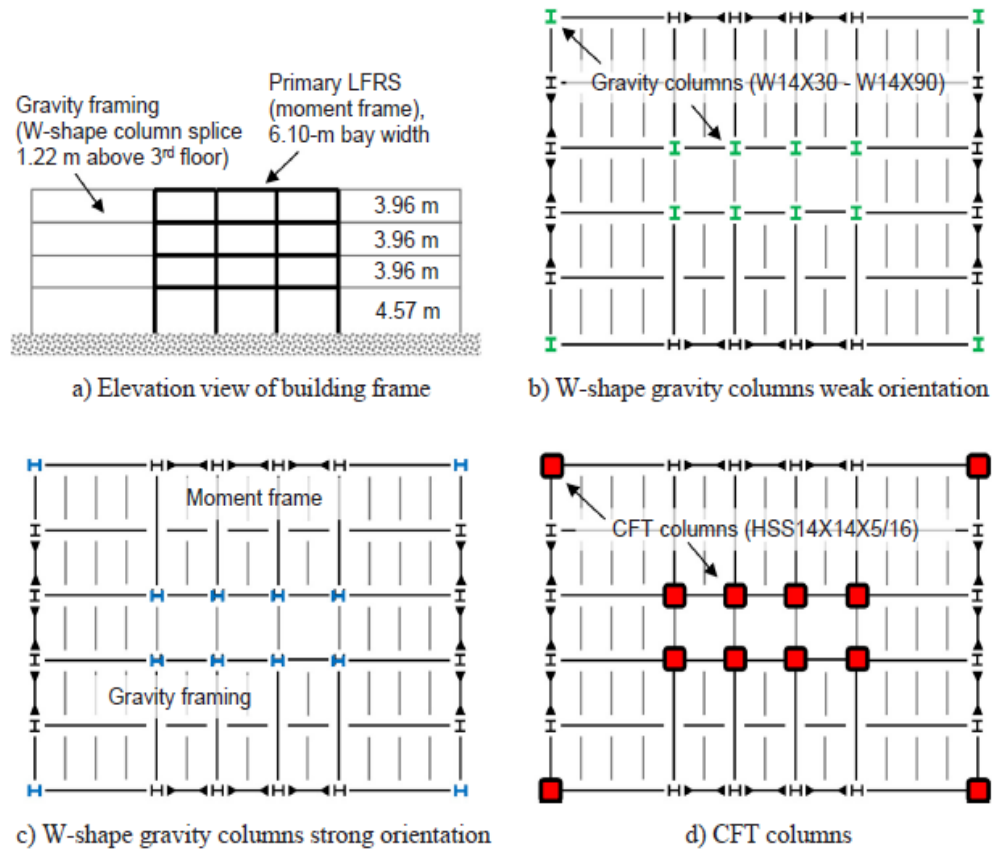 Gravity framing
(W-shape column splice
1.22 m above 3rd floor)
Primary LFRS
(moment frame),
6.10-m bay width
3.96 m
3.96 m
3.96 m
4.57 m
a) Elevation view of building frame
Gravity columns (W14X30 - W14X90)
b) W-shape gravity columns weak orientation
Moment frame
Gravity framing
c) W-shape gravity columns strong orientation
CFT columns (HSS14X14X5/16)
d) CFT columns